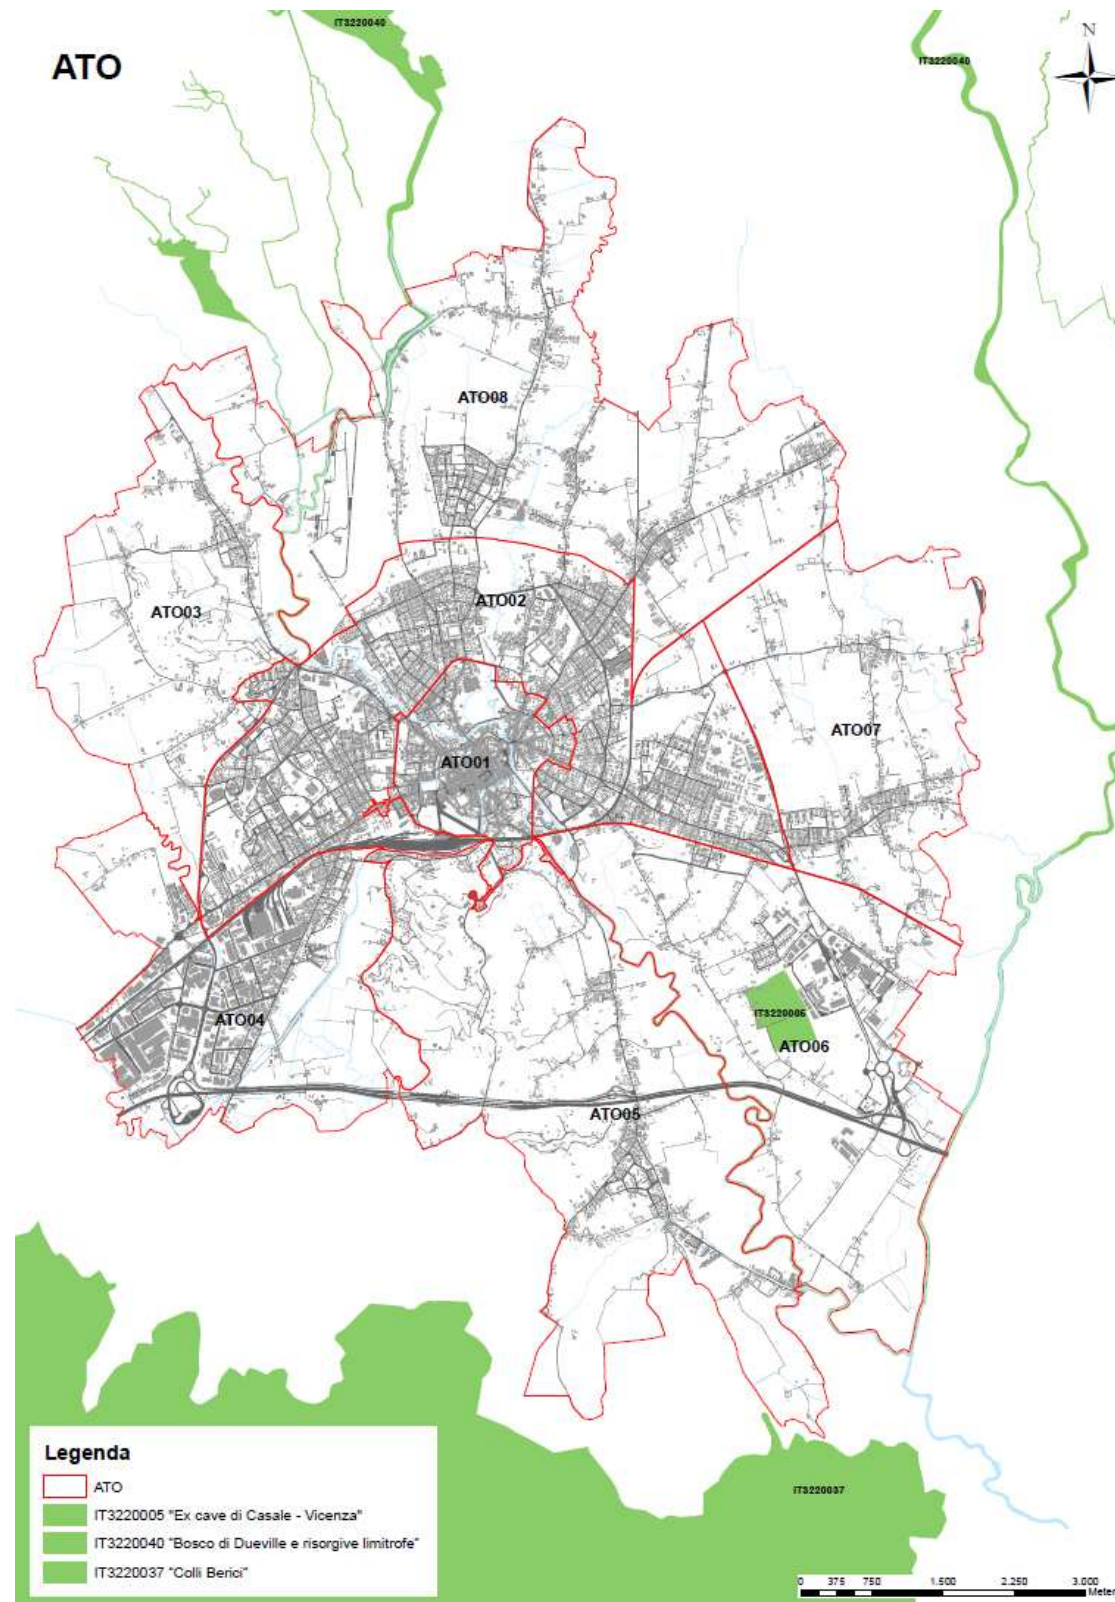 IT3220040
IT3220040
N
ATO
ATO08
ATO02
ATO03
ATO07
ATO01
IT3220005
ATO04
ATO06
ATO05
Legenda
ATO
IT3220005 "Ex cave di Casale - Vicenza"
IT3220040 "Bosco di Dueville e risorgive limitrofe"
IT3220037 "Colli Berici"
IT3220037
0 375 750 1.500 2.250 3.000
Meter